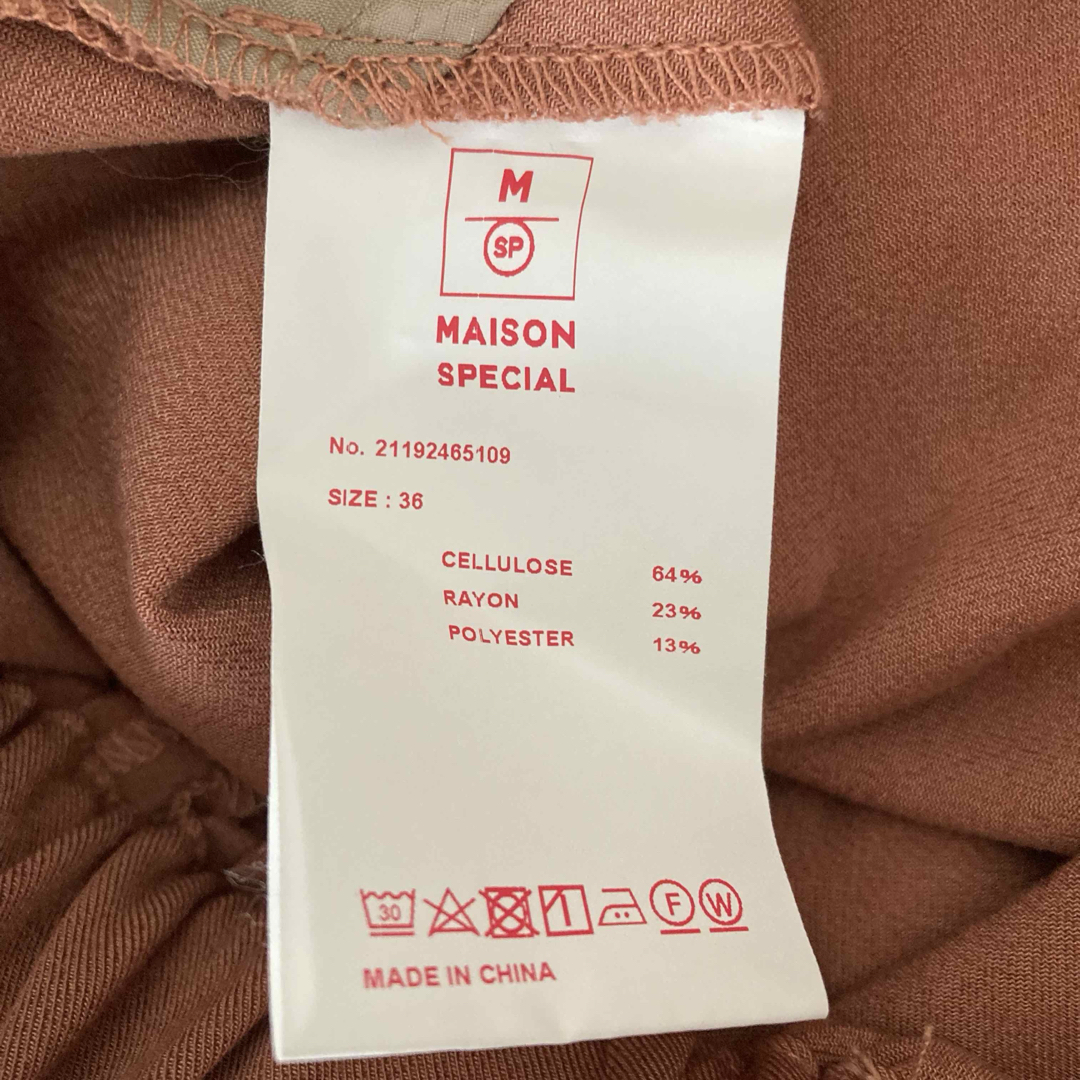 M
SP
MAISON
SPECIAL
No. 21192465109
SIZE : 36
CELLULOSE 64%
RAYON 23%
POLYESTER 13%
30 F W
MADE IN CHINA